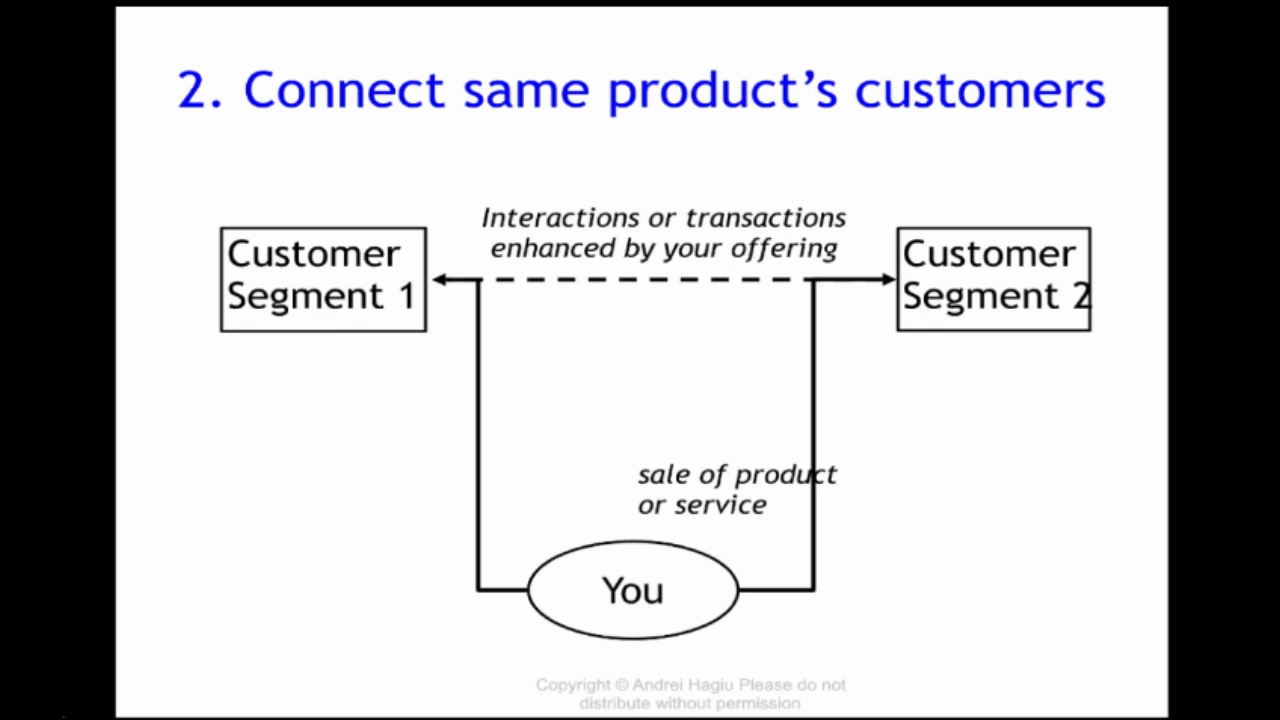 2. Connect same product's customers
Interactions or transactions
enhanced by your offering
Customer
Segment 1
Customer
Segment 2
sale of product
or service
You
Copyright © Andrei Hagiu Please do not
distribute without permission